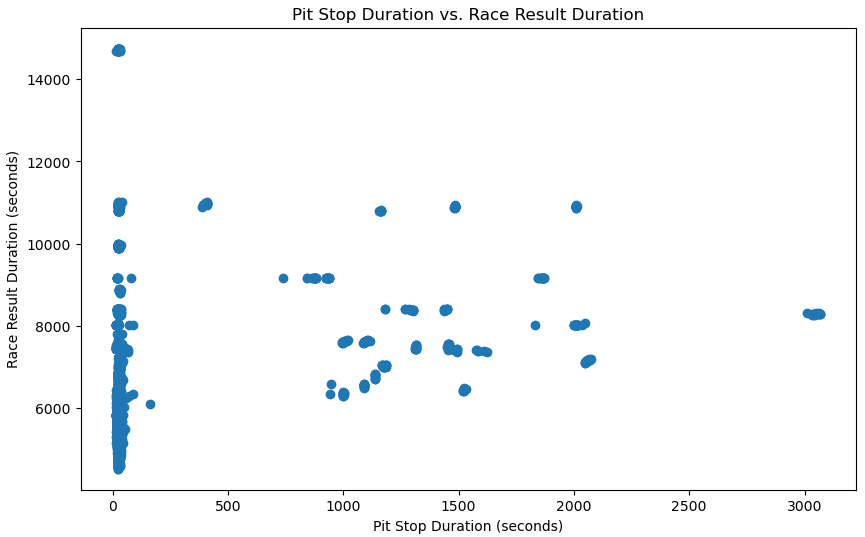 Pit Stop Duration vs. Race Result Duration
Race Result Duration (seconds)
14000
12000
10000
8000
6000
0 500 1000 1500 2000 2500 3000
Pit Stop Duration (seconds)